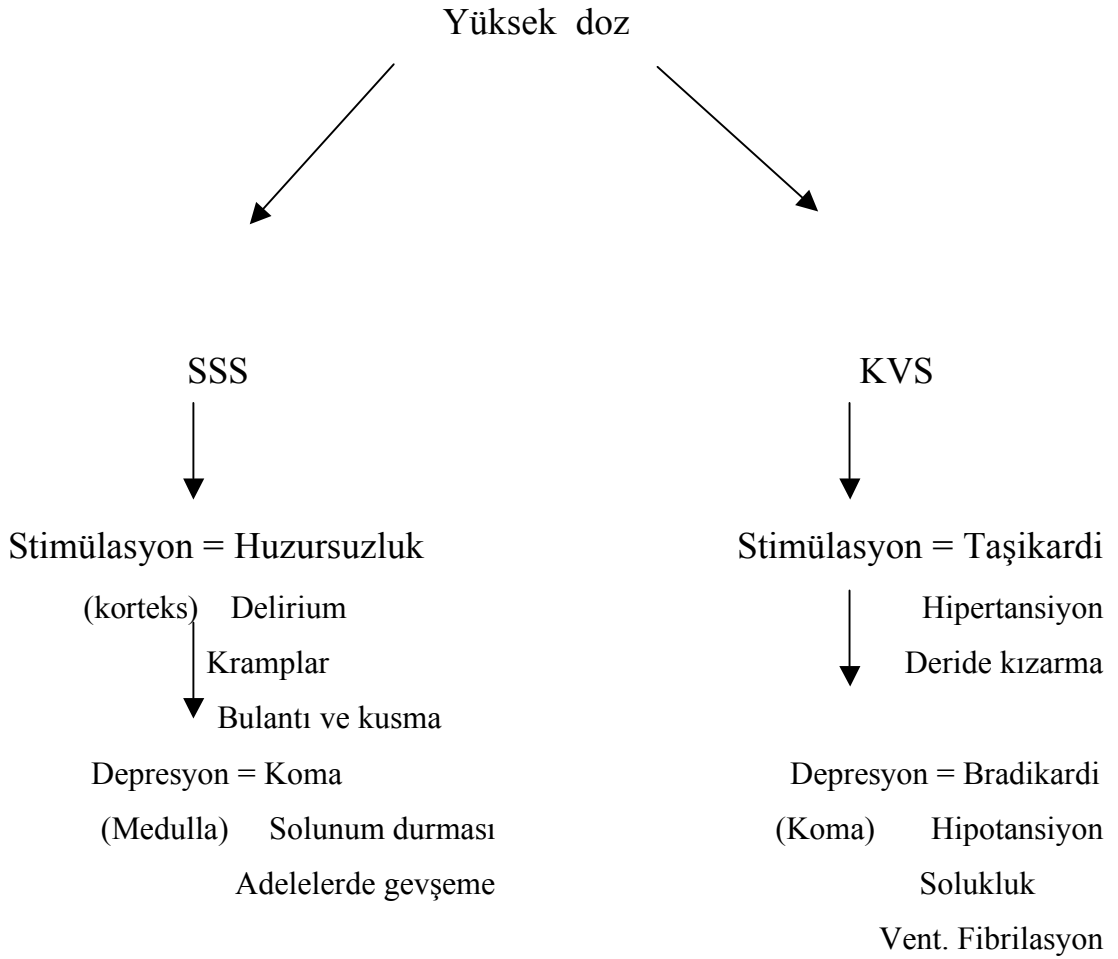 Yüksek doz
SSS
KVS
Stimülasyon = Huzursuzluk
(korteks) Delirium
Kramplar
Bulantı ve kusma
Depresyon = Koma
(Medulla) Solunum durması
Adelelerde gevşeme
Stimülasyon = Taşikardi
Hipertansiyon
Deride kızarma
Depresyon = Bradikardi
(Koma) Hipotansiyon
Solukluk
Vent. Fibrilasyon